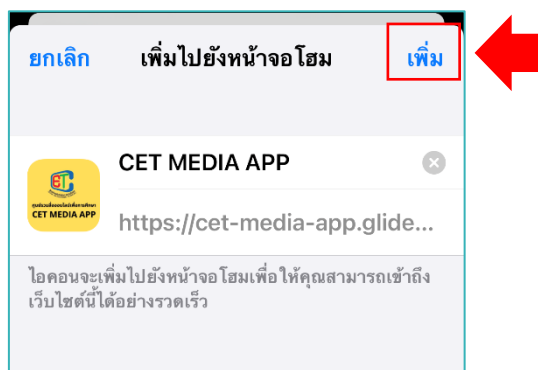 ยกเลิก เพิ่มไปยังหน้าจอโฮม เพิ่ม
CET MEDIA APP
CET MEDIA APP
https://cet-media-app.glide...
ไอคอนจะเพิ่มไปยังหน้าจอโฮมเพื่อให้คุณสามารถเข้าถึง
เว็บไซต์นี้ได้อย่างรวดเร็ว